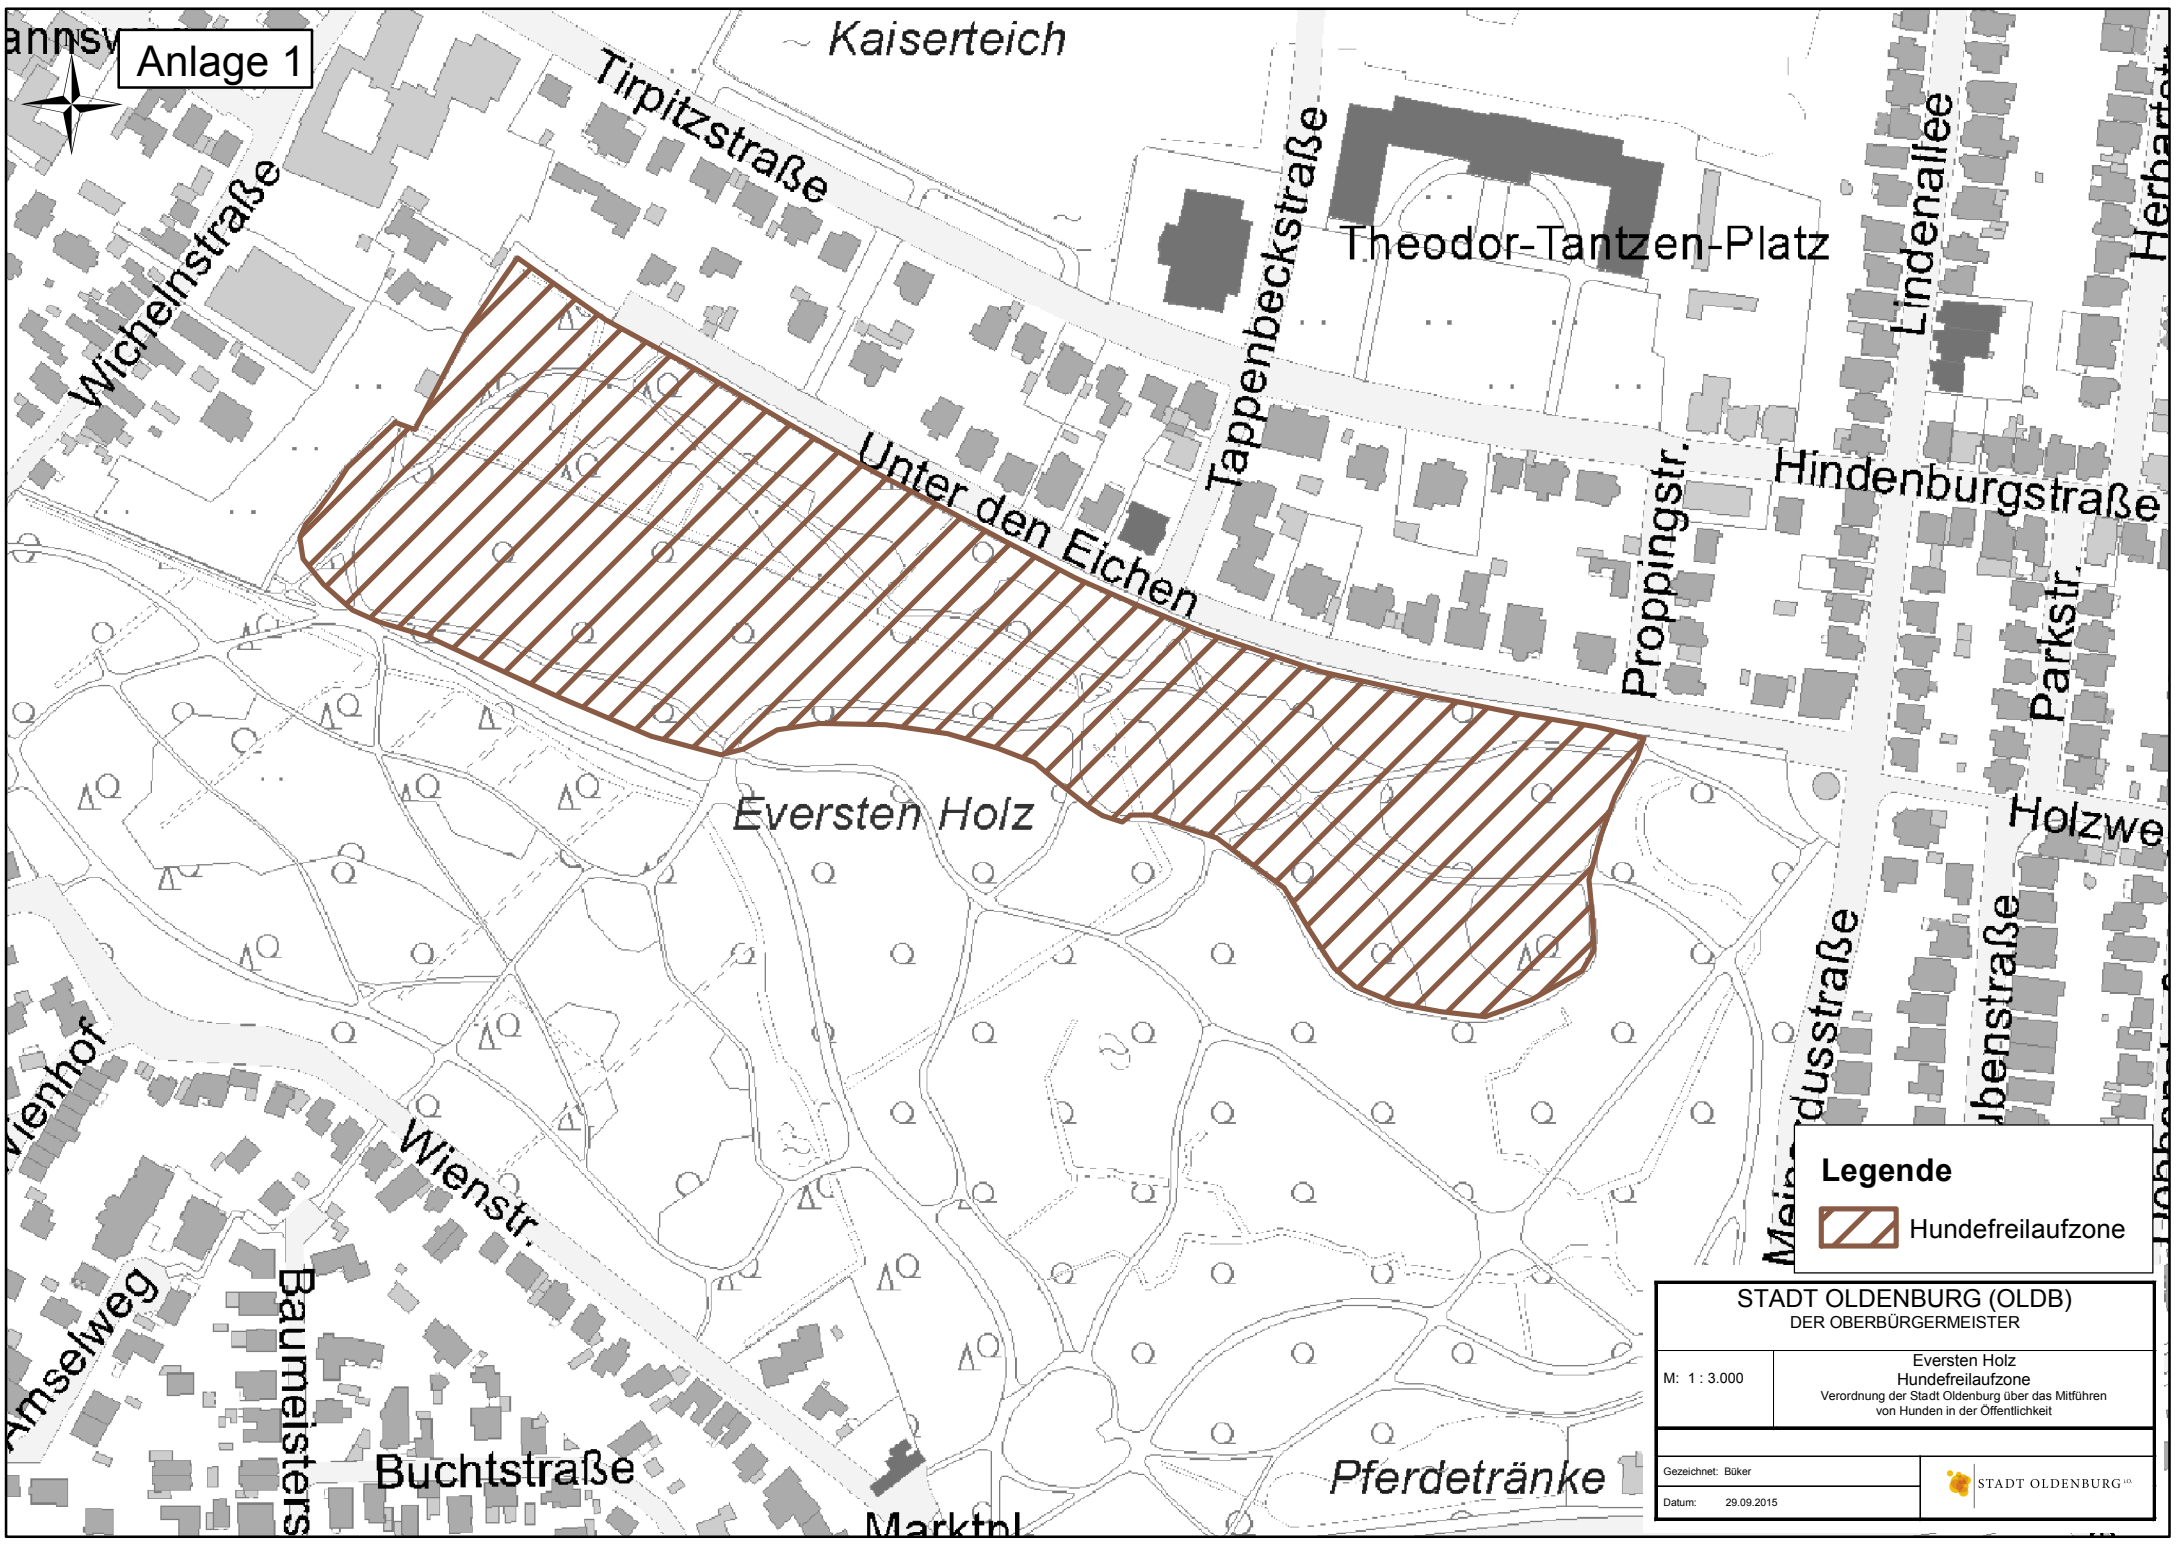 Anlage 1
Kaiserteich
Tirpitzstraße
Wichelnstraße
Tappenbeckstraße
Theodor-Tantzen-Platz
Lindenallee
Unter den Eichen
Hindenburgstraße
Proppingstr.
Parkstr.
Eversten Holz
Holzwe
Wienstr.
Amselweg
Baumeisters
Buchtstraße
Marktpl
Pferdetränke
Legende
Hundefreilaufzone
STADT OLDENBURG (OLDB)
DER OBERBÜRGERMEISTER
M: 1 : 3.000
Eversten Holz
Hundefreilaufzone
Verordnung der Stadt Oldenburg über das Mitführen
von Hunden in der Öffentlichkeit
Gezeichnet: Büker
Datum: 29.09.2015
STADT OLDENBURG